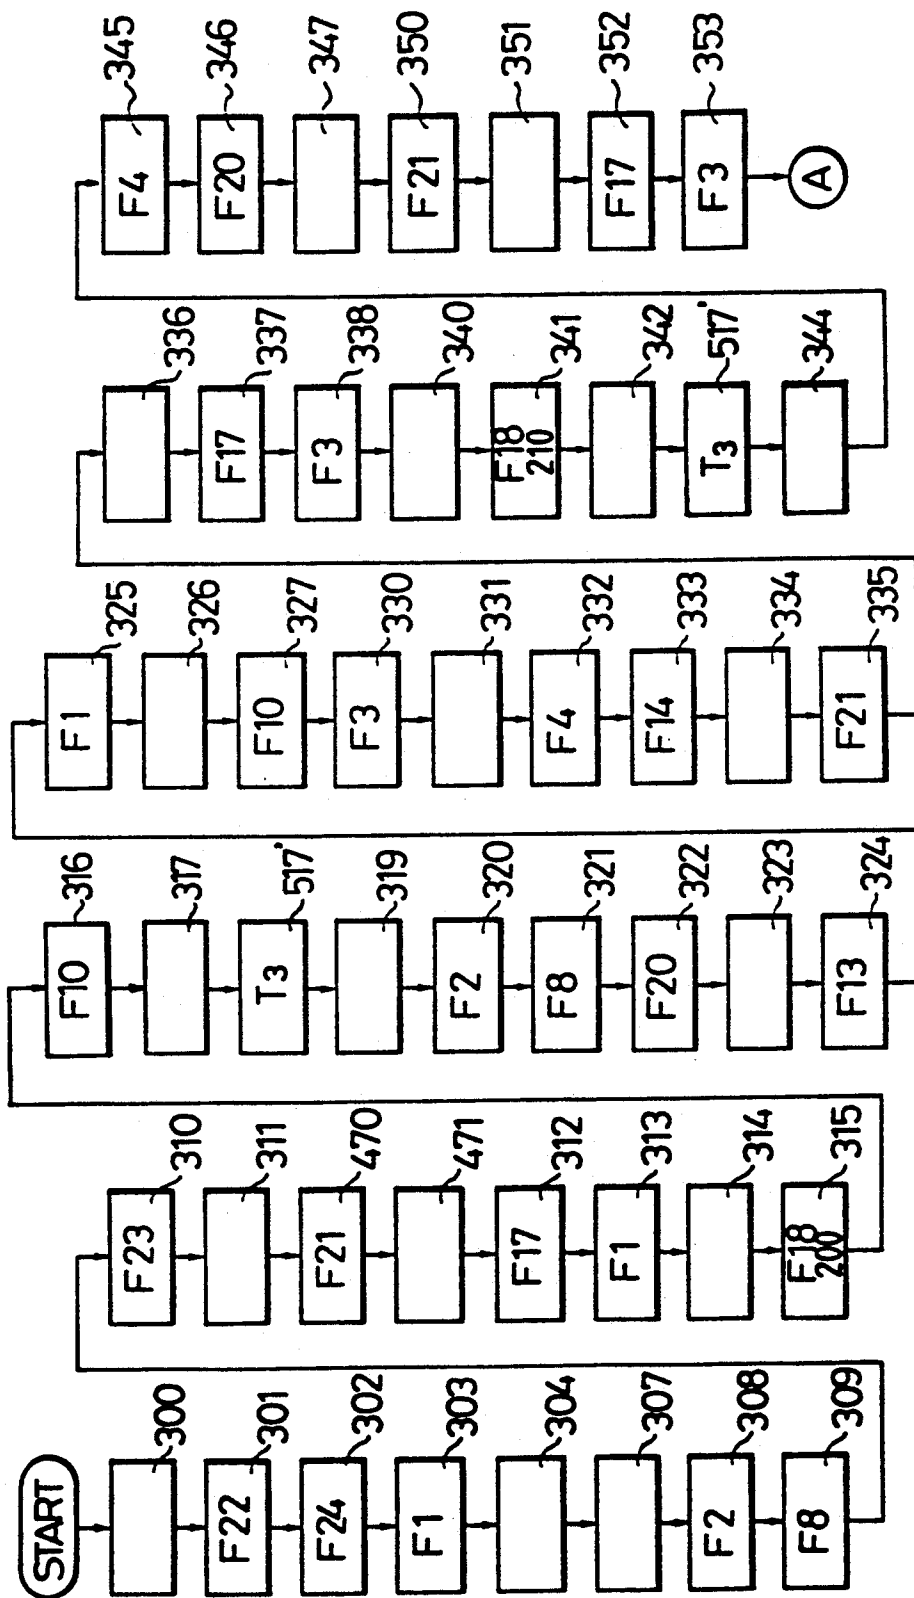 START
300
F22 301
F24 302
F1 303
304
307
F2 308
F8 309
F23 310
311
F21 470
471
F17 312
F1 313
314
F18 315
200
F10 316
317
T3 517'
319
F2 320
F8 321
F20 322
323
F13 324
F1 325
326
F10 327
F3 330
331
F4 332
F14 333
334
F21 335
336
F17 337
F3 338
340
F18 341
210
342
T3 517'
344
F4 345
F20 346
347
F21 350
351
F17 352
F3 353
A